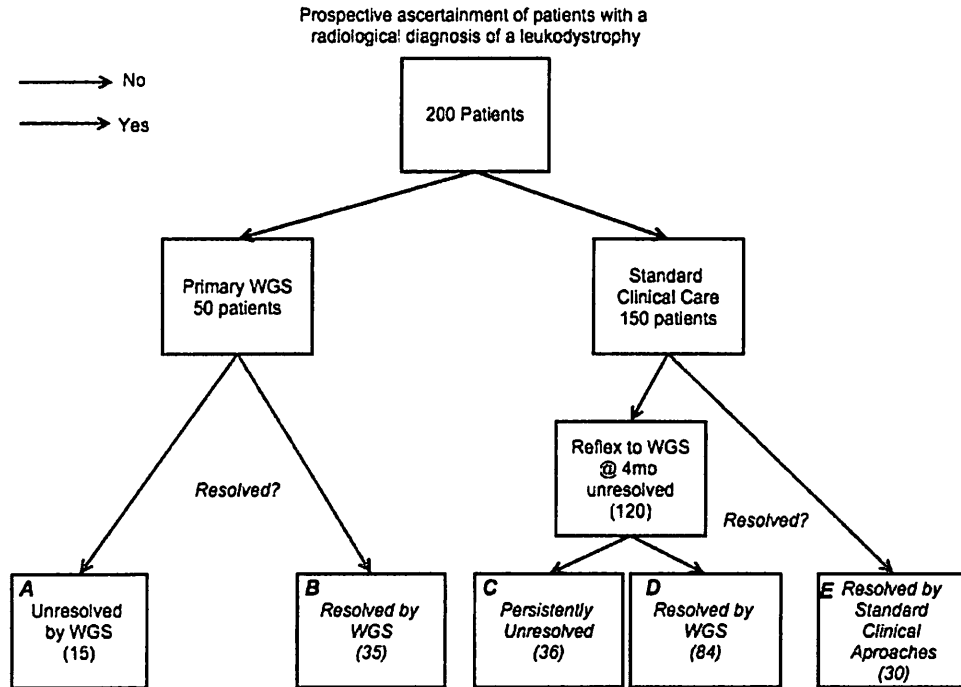 Prospective ascertainment of patients with a
radiological diagnosis of a leukodystrophy
No
Yes
200 Patients
Primary WGS
50 patients
Standard
Clinical Care
150 patients
Reflex to WGS
@ 4mo
unresolved
(120)
Resolved?
Resolved?
A
Unresolved
by WGS
(15)
B
Resolved by
WGS
(35)
C
Persistently
Unresolved
(36)
D
Resolved by
WGS
(84)
E
Resolved by
Standard
Clinical
Aproaches
(30)